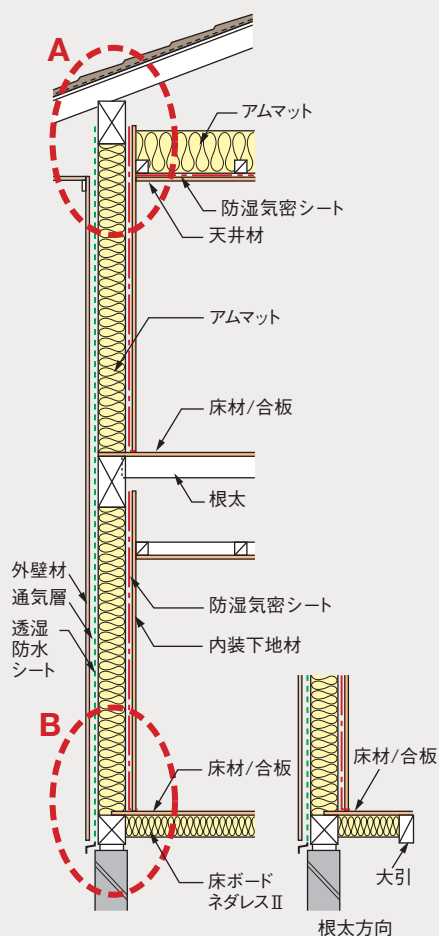 A
アムマット
防湿気密シート
天井材
アムマット
床材/合板
根太
外壁材
通気層
透湿
防水
シート
防湿気密シート
内装下地材
B
床材/合板
床ボード
ネダレスⅡ
床材/合板
大引
根太方向